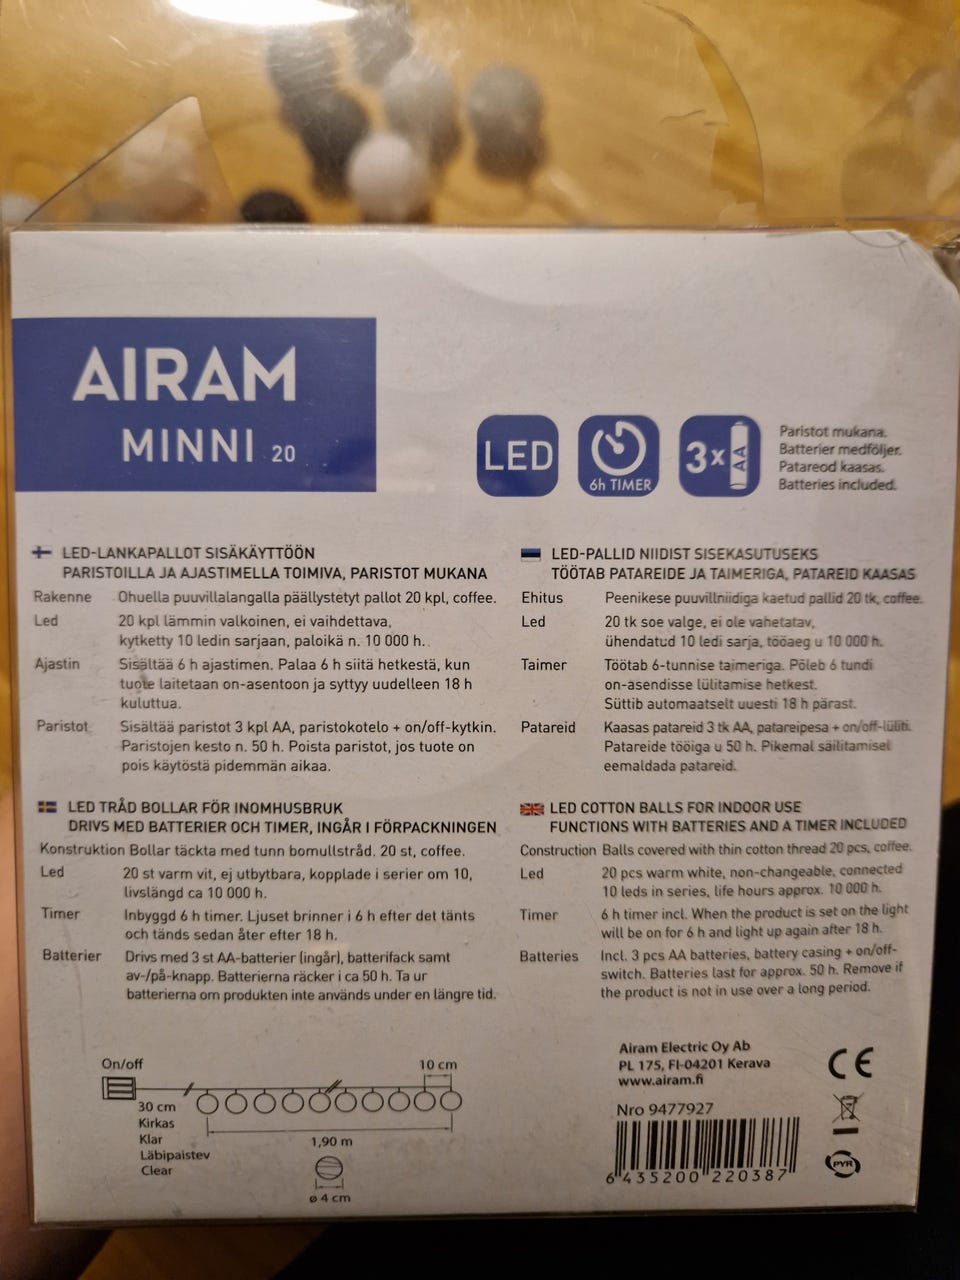 AIRAM
MINNI 20
LED
6h TIMER
3x AA
Paristot mukana.
Batterier medföljer.
Patareod kaasas.
Batteries included.
LED-LANKAPALLOT SISÄKÄYTTÖÖN
PARISTOILLA JA AJASTIMELLA TOIMIVA, PARISTOT MUKANA
Rakenne Ohuella puuvillalangalla päällystetyt pallot 20 kpl, coffee.
Led 20 kpl lämmin valkoinen, ei vaihdettava,
kytketty 10 ledin sarjaan, paloikä n. 10 000 h.
Ajastin Sisältää 6 h ajastimen. Palaa 6 h siitä hetkestä, kun
tuote laitetaan on-asentoon ja syttyy uudelleen 18 h
kuluttua.
Paristot Sisältää paristot 3 kpl AA, paristokotelo + on/off-kytkin.
Paristojen kesto n. 50 h. Poista paristot, jos tuote on
pois käytöstä pidemmän aikaa.
LED-PALLID NIIDIST SISEKASUTUSEKS
TÖÖTAB PATAREIDE JA TAIMERIGA, PATAREID KAASAS
Ehitus Peenikese puuvillniidiga kaetud pallid 20 tk, coffee.
Led 20 tk soe valge, ei ole vahetatav,
ühendatud 10 ledi sarja, tööaeg u 10 000 h.
Taimer Töötab 6-tunnise taimeriga. Põleb 6 tundi
on-asendisse lülitamise hetkest.
Süttib automaatselt uuesti 18 h pärast.
Patareid Kaasas patareid 3 tk AA, patareipesa + on/off-lüliti.
Patareide tööiga u 50 h. Pikemal säilitamisel
eemaldada patareid.
LED TRÅD BOLLAR FÖR INOMHUSBRUK
DRIVS MED BATTERIER OCH TIMER, INGÅR I FÖRPACKNINGEN
Konstruktion Bollar täckta med tunn bomullstråd. 20 st, coffee.
Led 20 st varm vit, ej utbytbara, kopplade i serier om 10,
livslängd ca 10 000 h.
Timer Inbyggd 6 h timer. Ljuset brinner i 6 h efter det tänts
och tänds sedan åter efter 18 h.
Batterier Drivs med 3 st AA-batterier (ingår), batterifack samt
av-/på-knapp. Batterierna räcker i ca 50 h. Ta ur
batterierna om produkten inte används under en längre tid.
LED COTTON BALLS FOR INDOOR USE
FUNCTIONS WITH BATTERIES AND A TIMER INCLUDED
Construction Balls covered with thin cotton thread 20 pcs, coffee.
Led 20 pcs warm white, non-changeable, connected
10 leds in series, life hours approx. 10 000 h.
Timer 6 h timer incl. When the product is set on the light
will be on for 6 h and light up again after 18 h.
Batteries Incl. 3 pcs AA batteries, battery casing + on/off-
switch. Batteries last for approx. 50 h. Remove if
the product is not in use over a long period.
On/off
10 cm
30 cm
Kirkas
Klar
Läbipaistev
Clear
1,90 m
ø 4 cm
Airam Electric Oy Ab
PL 175, FI-04201 Kerava
www.airam.fi
Nro 9477927
6 435200 220387
CE
PYR